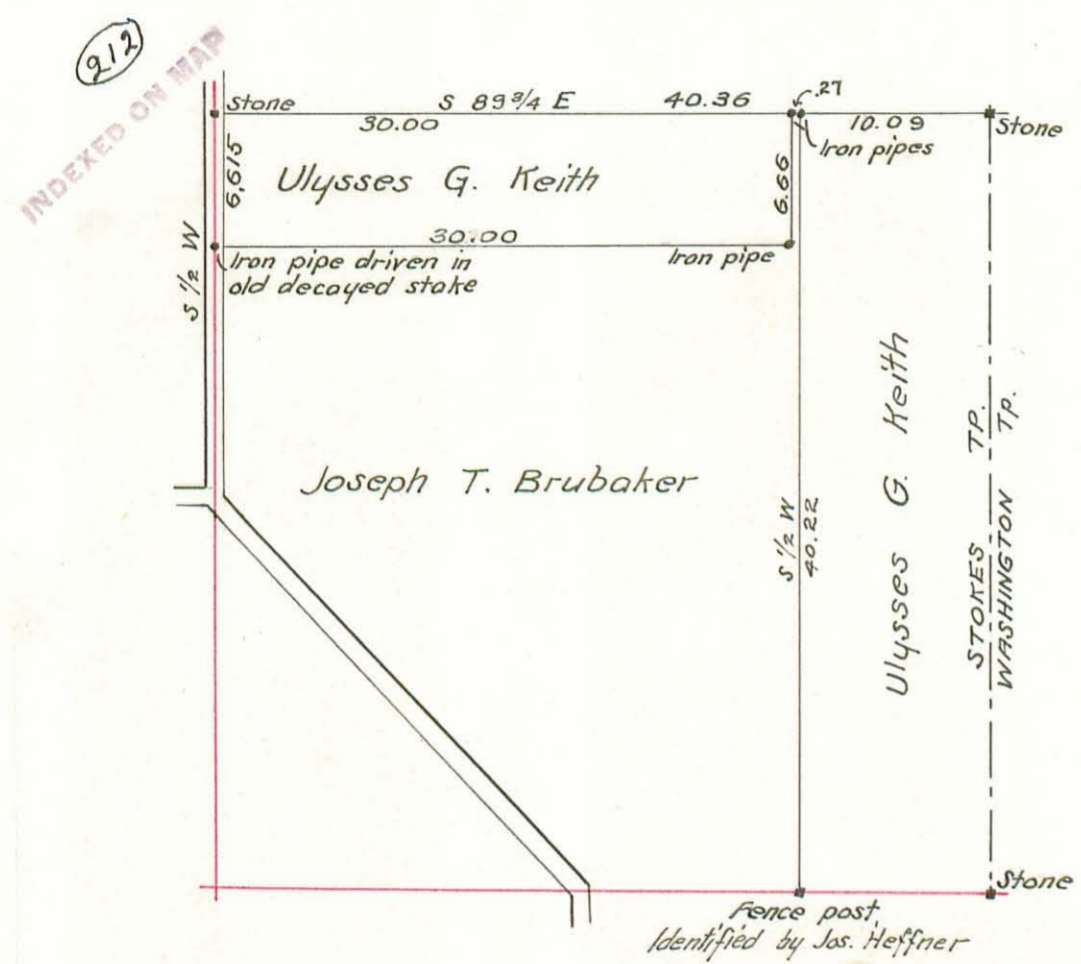 212
INDEXED ON MAP
Stone
S 89 3/4 E
40.36
.27
30.00
10.09
Stone
Iron pipes
6.615
Ulysses G. Keith
6.66
30.00
Iron pipe driven in
old decayed stake
Iron pipe
S 1/2 W
Joseph T. Brubaker
S 1/2 W
40.22
Ulysses G. Keith
STOKES TP.
WASHINGTON TP.
Stone
Fence post,
Identified by Jos. Heffner